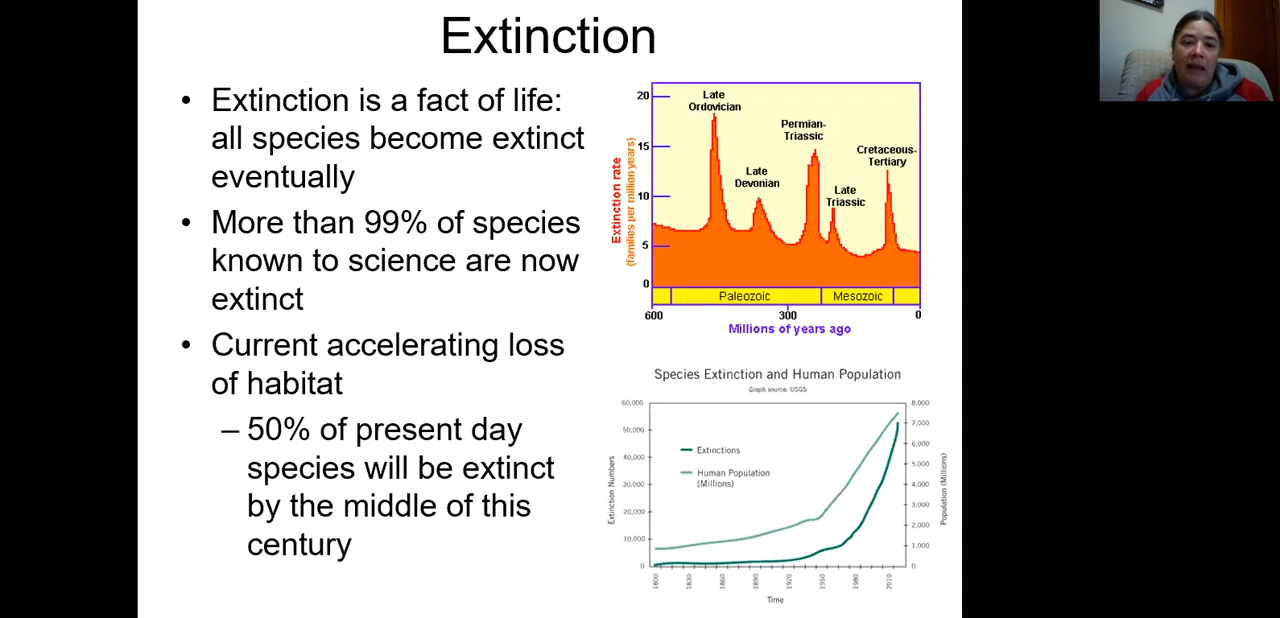 Extinction
• Extinction is a fact of life:
all species become extinct
eventually
• More than 99% of species
known to science are now
extinct
• Current accelerating loss
of habitat
– 50% of present day
species will be extinct
by the middle of this
century
Extinction rate
(families per million years)
20
15
10
5
0
Late
Ordovician
Late
Devonian
Permian-
Triassic
Late
Triassic
Cretaceous-
Tertiary
Paleozoic
Mesozoic
600
300
0
Millions of years ago
Species Extinction and Human Population
Graph source: USGS
Extinction Numbers
60,000
50,000
40,000
30,000
20,000
10,000
0
Extinctions
Human Population
(Millions)
8,000
7,000
6,000
5,000
4,000
3,000
2,000
1,000
0
Population (Millions)
1800
1830
1860
1890
1920
1950
1980
2010
Time